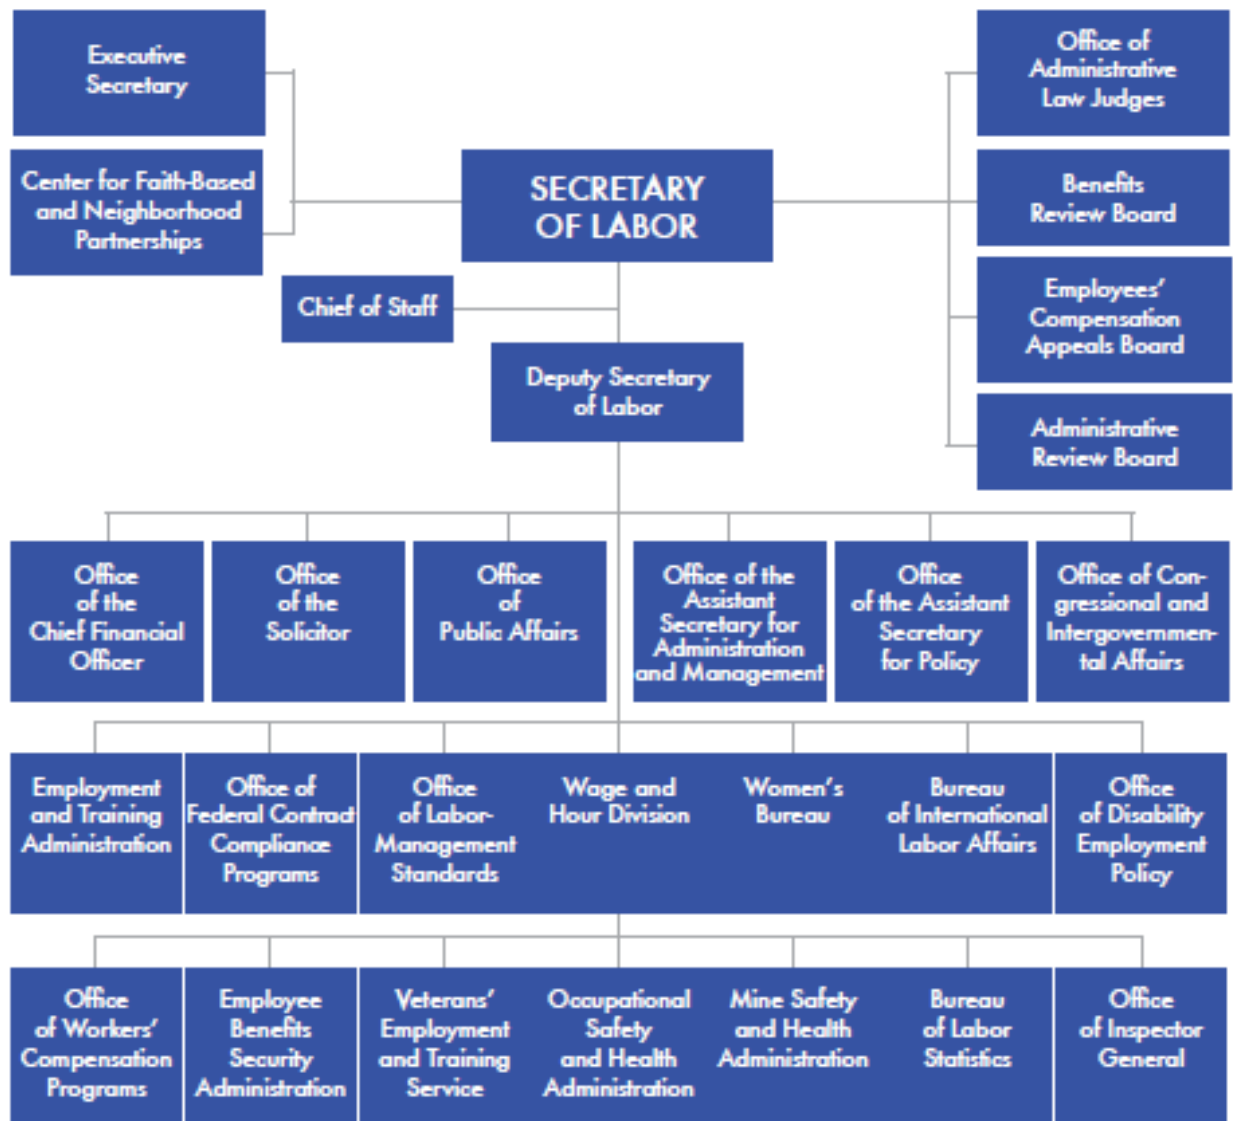 Executive
Secretary
Office of
Administrative
Law Judges
Center for Faith-Based
and Neighborhood
Partnerships
SECRETARY
OF LABOR
Benefits
Review Board
Chief of Staff
Employees’
Compensation
Appeals Board
Deputy Secretary
of Labor
Administrative
Review Board
Office
of the
Chief Financial
Officer
Office
of the
Solicitor
Office
of
Public Affairs
Office of the
Assistant
Secretary for
Administration
and Management
Office
of the Assistant
Secretary
for Policy
Office of Con-
gressional and
Intergovernmen-
tal Affairs
Employment
and Training
Administration
Office of
Federal Contract
Compliance
Programs
Office
of Labor-
Management
Standards
Wage and
Hour Division
Women’s
Bureau
Bureau
of International
Labor Affairs
Office
of Disability
Employment
Policy
Office
of Workers’
Compensation
Programs
Employee
Benefits
Security
Administration
Veterans’
Employment
and Training
Service
Occupational
Safety
and Health
Administration
Mine Safety
and Health
Administration
Bureau
of Labor
Statistics
Office
of Inspector
General